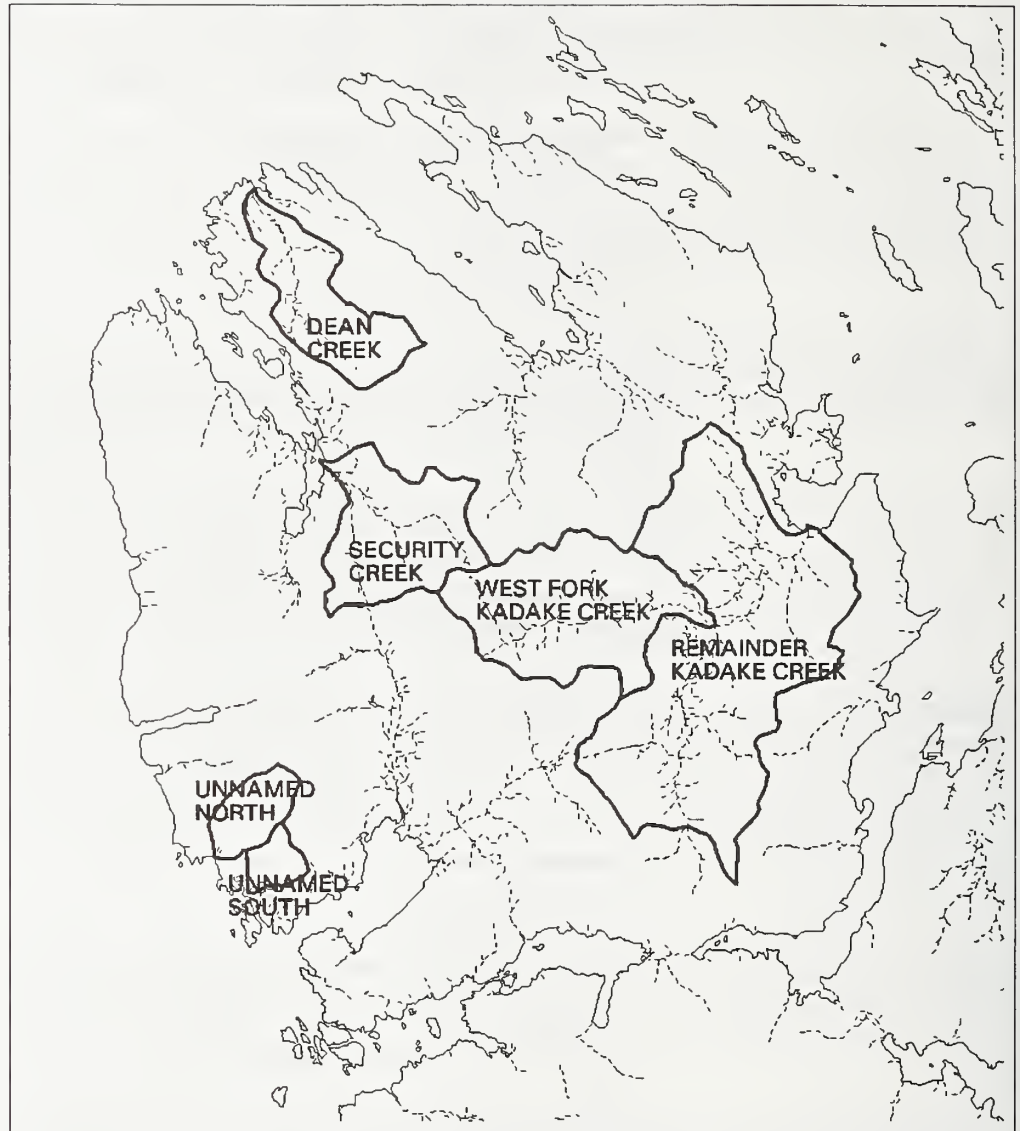 DEAN
CREEK
SECURITY
CREEK
WEST FORK
KADAKE CREEK
REMAINDER
KADAKE CREEK
UNNAMED
NORTH
UNNAMED
SOUTH